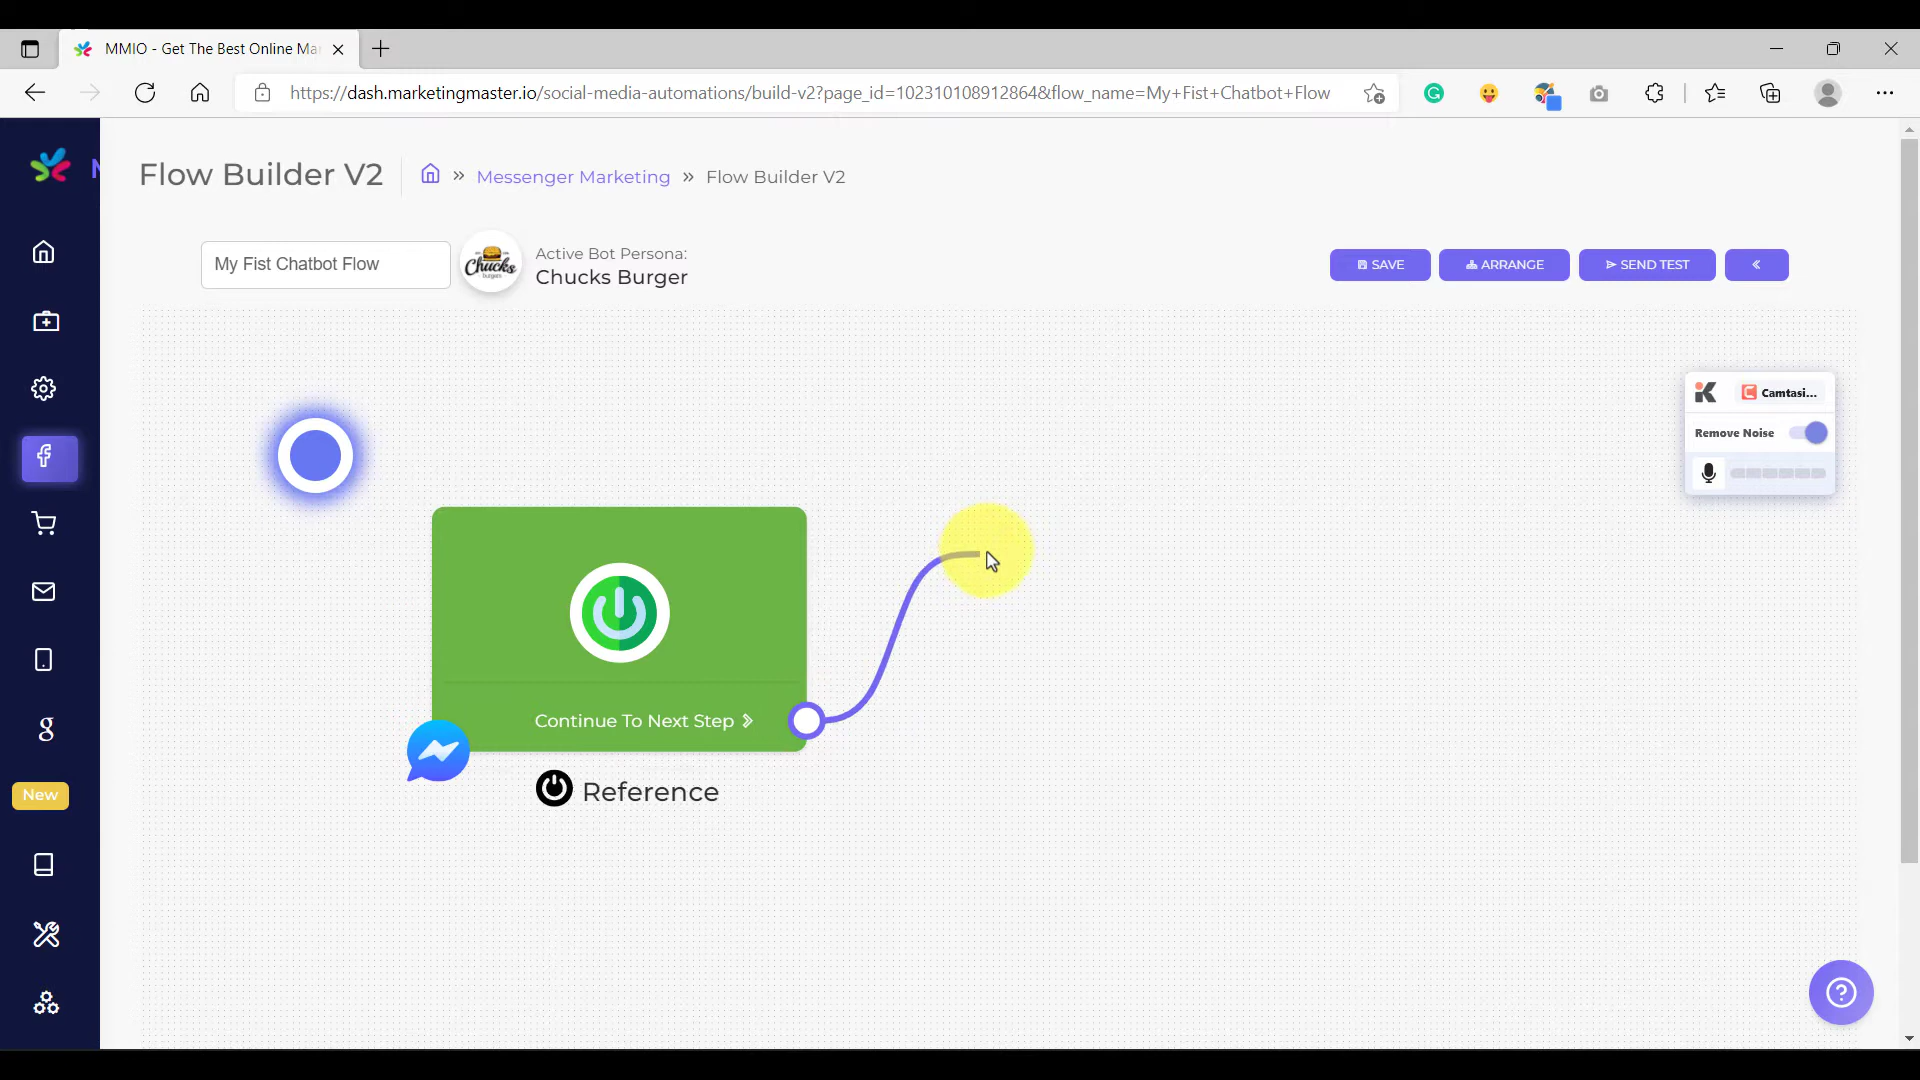 MMIO - Get The Best Online Ma
https://dash.marketingmaster.io/social-media-automations/build-v2?page_id=102310108912864&flow_name=My+Fist+Chatbot+Flow
Flow Builder V2
» Messenger Marketing » Flow Builder V2
My Fist Chatbot Flow
Chucks
Active Bot Persona:
Chucks Burger
SAVE
ARRANGE
SEND TEST
Camtasi...
Remove Noise
Continue To Next Step
Reference
New